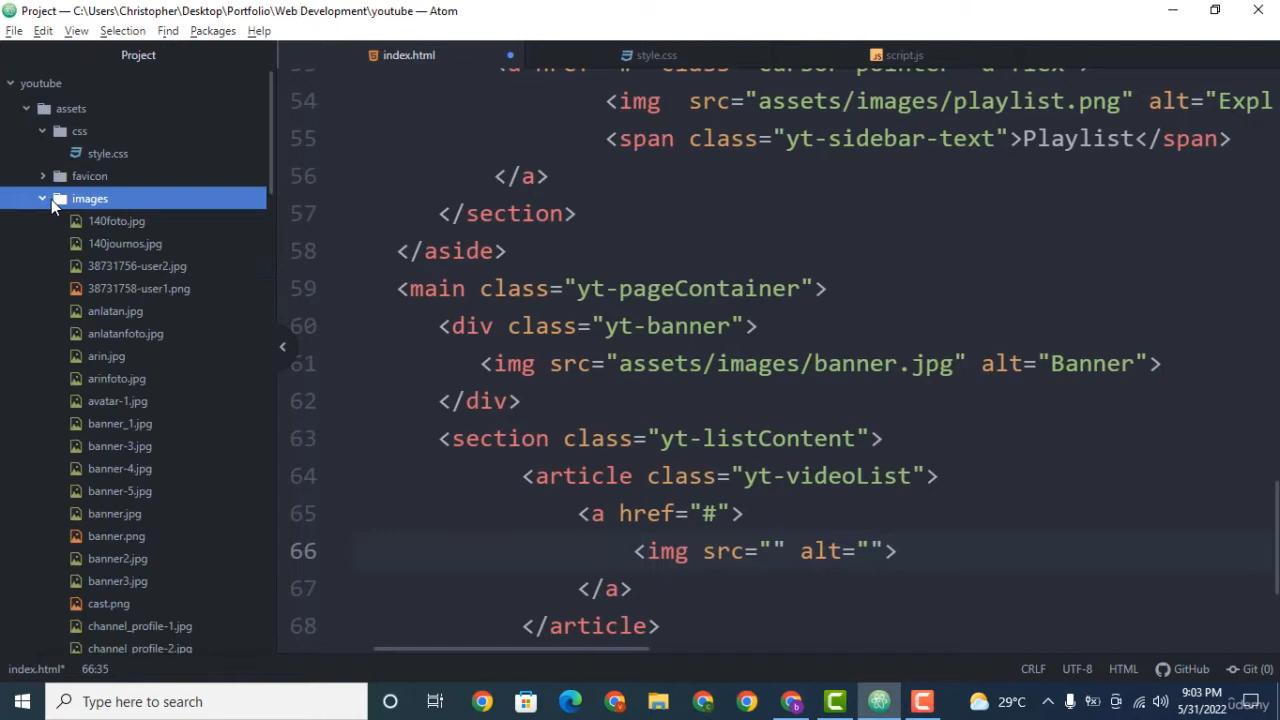 Project — C:\Users\Christopher\Desktop\Portfolio\Web Development\youtube — Atom
File Edit View Selection Find Packages Help
Project
index.html
style.css
script.js
youtube
assets
css
style.css
favicon
images
140foto.jpg
140journos.jpg
38731756-user2.jpg
38731758-user1.png
anlatan.jpg
anlatanfoto.jpg
arin.jpg
arinfoto.jpg
avatar-1.jpg
banner_1.jpg
banner-3.jpg
banner-4.jpg
banner-5.jpg
banner.jpg
banner.png
banner2.jpg
banner3.jpg
cast.png
channel_profile-1.jpg
channel_profile-2.jpg
54 <img  src="assets/images/playlist.png" alt="Expl
55 <span class="yt-sidebar-text">Playlist</span>
56 </a>
57 </section>
58 </aside>
59 <main class="yt-pageContainer">
60 <div class="yt-banner">
61 <img src="assets/images/banner.jpg" alt="Banner">
62 </div>
63 <section class="yt-listContent">
64 <article class="yt-videoList">
65 <a href="#">
66 <img src="" alt="">
67 </a>
68 </article>
index.html* 66:35
CRLF UTF-8 HTML GitHub Git (0)
Type here to search
29°C
9:03 PM
5/31/2022
udemy